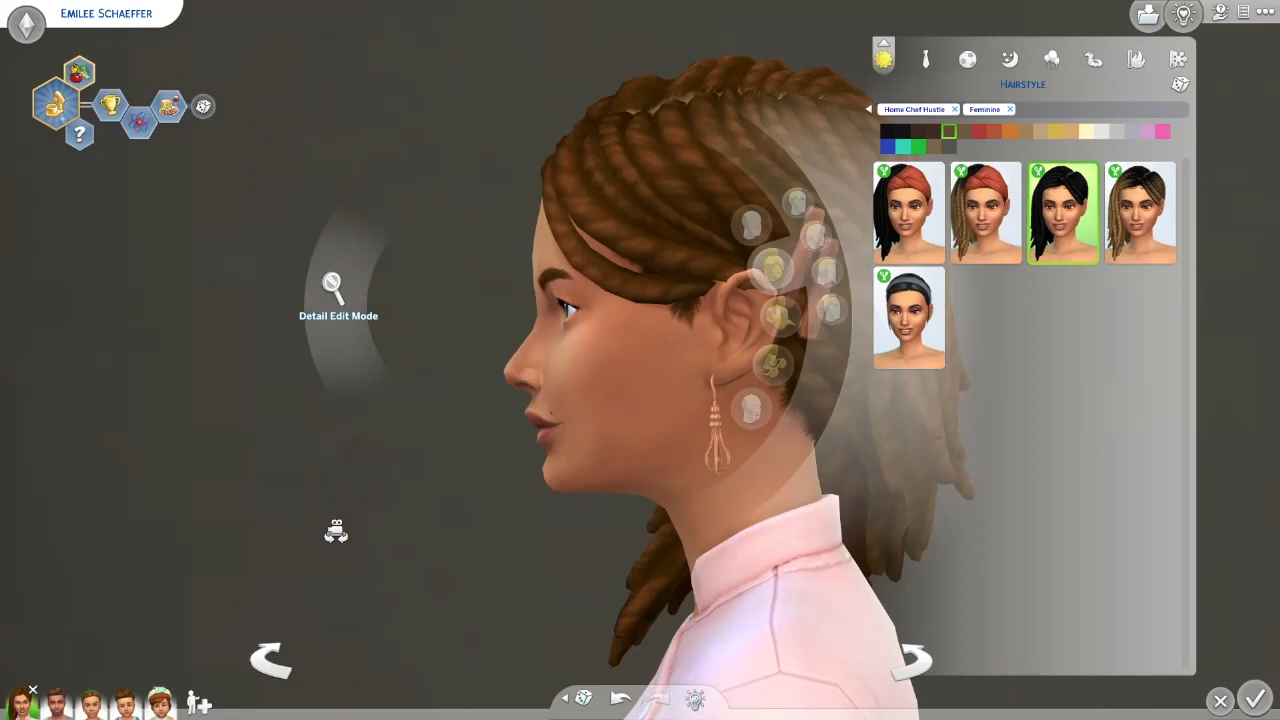 EMILEE SCHAEFFER
HAIRSTYLE
Home Chef Hustle X
Feminine X
Detail Edit Mode
?